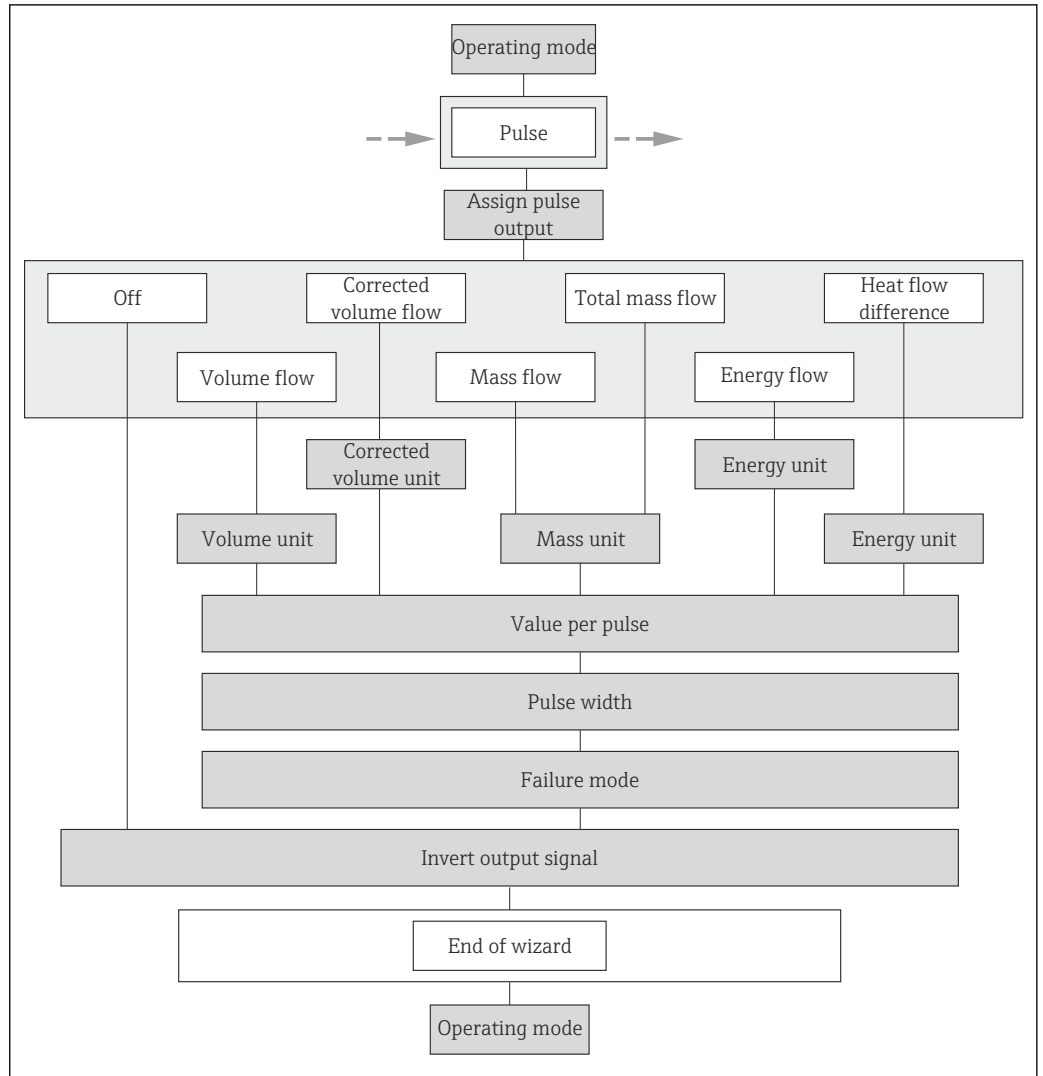 Operating mode
Pulse
Assign pulse
output
Off
Corrected
volume flow
Total mass flow
Heat flow
difference
Volume flow
Mass flow
Energy flow
Corrected
volume unit
Energy unit
Volume unit
Mass unit
Energy unit
Value per pulse
Pulse width
Failure mode
Invert output signal
End of wizard
Operating mode